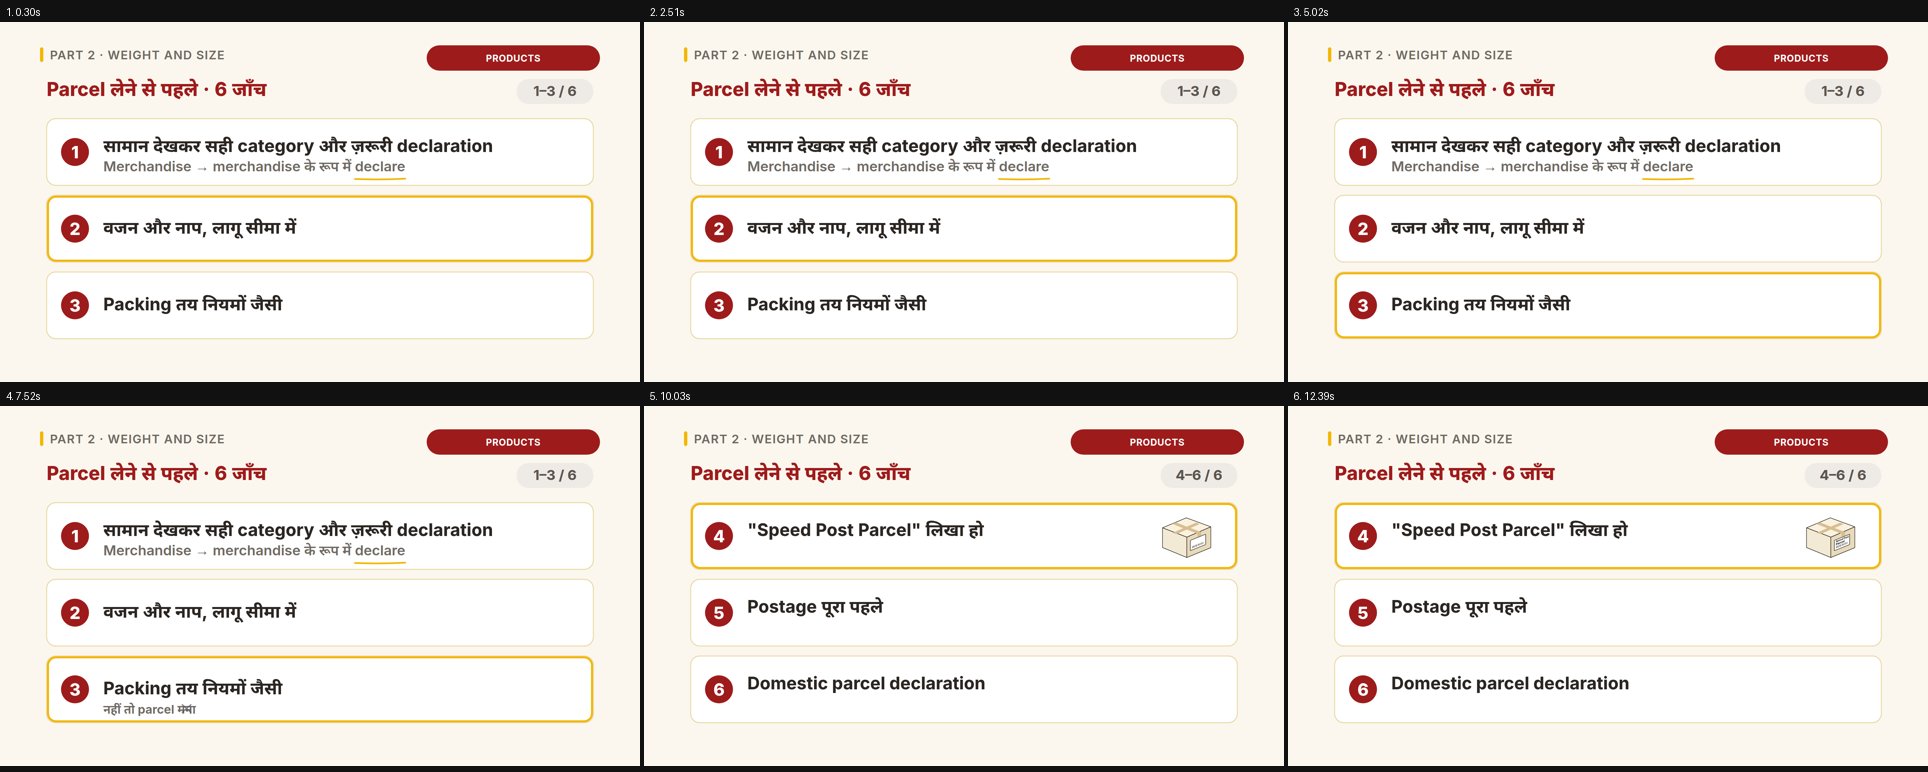 1. 0.30s
PART 2 · WEIGHT AND SIZE
PRODUCTS
Parcel लेने से पहले · 6 जाँच
1–3 / 6
1 सामान देखकर सही category और ज़रूरी declaration
Merchandise → merchandise के रूप में declare
2 वजन और नाप, लागू सीमा में
3 Packing तय नियमों जैसी
2. 2.51s
PART 2 · WEIGHT AND SIZE
PRODUCTS
Parcel लेने से पहले · 6 जाँच
1–3 / 6
1 सामान देखकर सही category और ज़रूरी declaration
Merchandise → merchandise के रूप में declare
2 वजन और नाप, लागू सीमा में
3 Packing तय नियमों जैसी
3. 5.02s
PART 2 · WEIGHT AND SIZE
PRODUCTS
Parcel लेने से पहले · 6 जाँच
1–3 / 6
1 सामान देखकर सही category और ज़रूरी declaration
Merchandise → merchandise के रूप में declare
2 वजन और नाप, लागू सीमा में
3 Packing तय नियमों जैसी
4. 7.52s
PART 2 · WEIGHT AND SIZE
PRODUCTS
Parcel लेने से पहले · 6 जाँच
1–3 / 6
1 सामान देखकर सही category और ज़रूरी declaration
Merchandise → merchandise के रूप में declare
2 वजन और नाप, लागू सीमा में
3 Packing तय नियमों जैसी
नहीं तो parcel
5. 10.03s
PART 2 · WEIGHT AND SIZE
PRODUCTS
Parcel लेने से पहले · 6 जाँच
4–6 / 6
4 "Speed Post Parcel" लिखा हो
5 Postage पूरा पहले
6 Domestic parcel declaration
6. 12.39s
PART 2 · WEIGHT AND SIZE
PRODUCTS
Parcel लेने से पहले · 6 जाँच
4–6 / 6
4 "Speed Post Parcel" लिखा हो
5 Postage पूरा पहले
6 Domestic parcel declaration